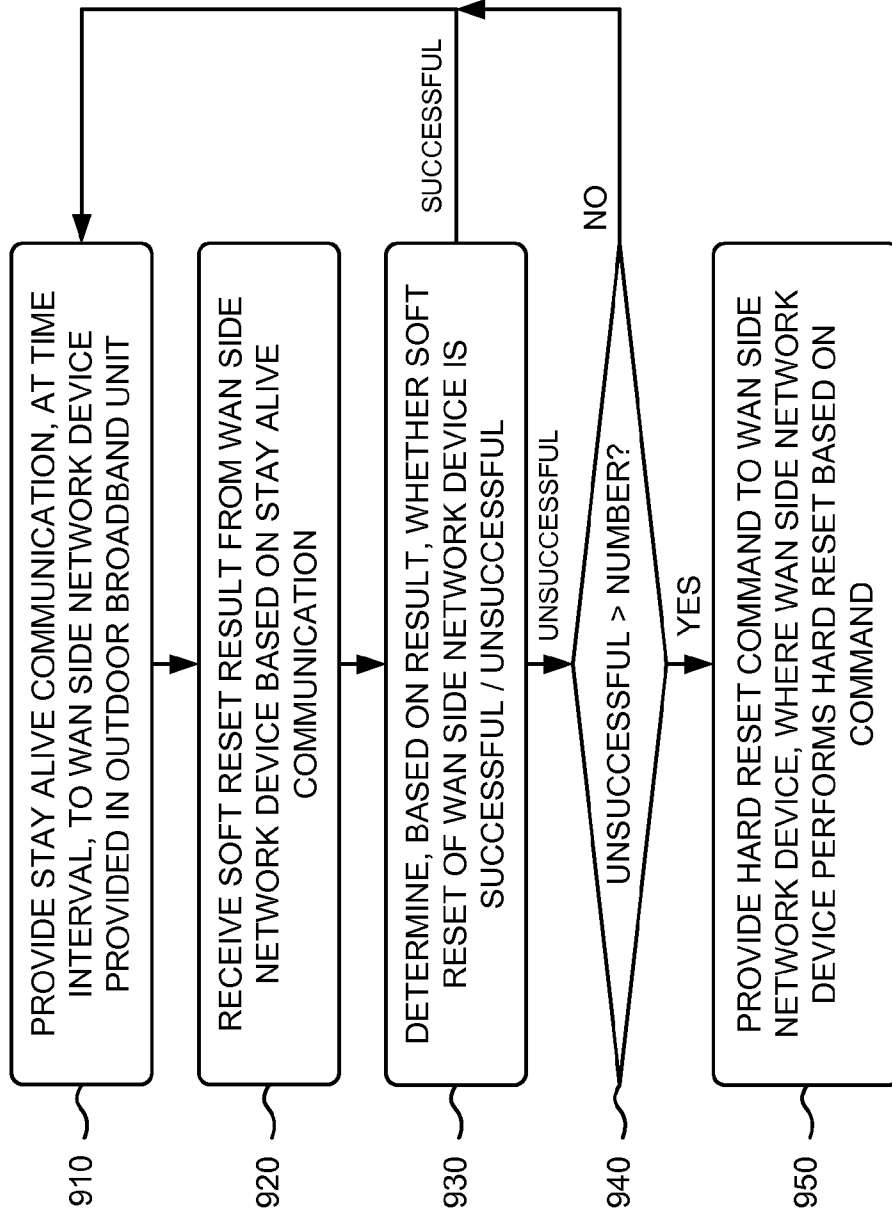 910
PROVIDE STAY ALIVE COMMUNICATION, AT TIME
INTERVAL, TO WAN SIDE NETWORK DEVICE
PROVIDED IN OUTDOOR BROADBAND UNIT
920
RECEIVE SOFT RESET RESULT FROM WAN SIDE
NETWORK DEVICE BASED ON STAY ALIVE
COMMUNICATION
930
DETERMINE, BASED ON RESULT, WHETHER SOFT
RESET OF WAN SIDE NETWORK DEVICE IS
SUCCESSFUL / UNSUCCESSFUL
SUCCESSFUL
UNSUCCESSFUL
940
UNSUCCESSFUL > NUMBER?
NO
YES
950
PROVIDE HARD RESET COMMAND TO WAN SIDE
NETWORK DEVICE, WHERE WAN SIDE NETWORK
DEVICE PERFORMS HARD RESET BASED ON
COMMAND